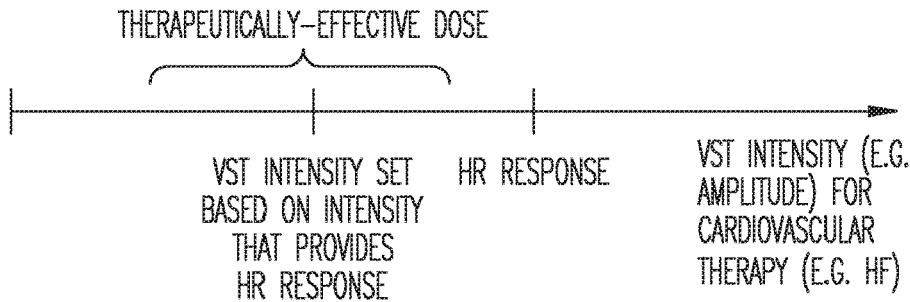 THERAPEUTICALLY-EFFECTIVE DOSE
VST INTENSITY SET
BASED ON INTENSITY
THAT PROVIDES
HR RESPONSE
HR RESPONSE
VST INTENSITY (E.G.
AMPLITUDE) FOR
CARDIOVASCULAR
THERAPY (E.G. HF)